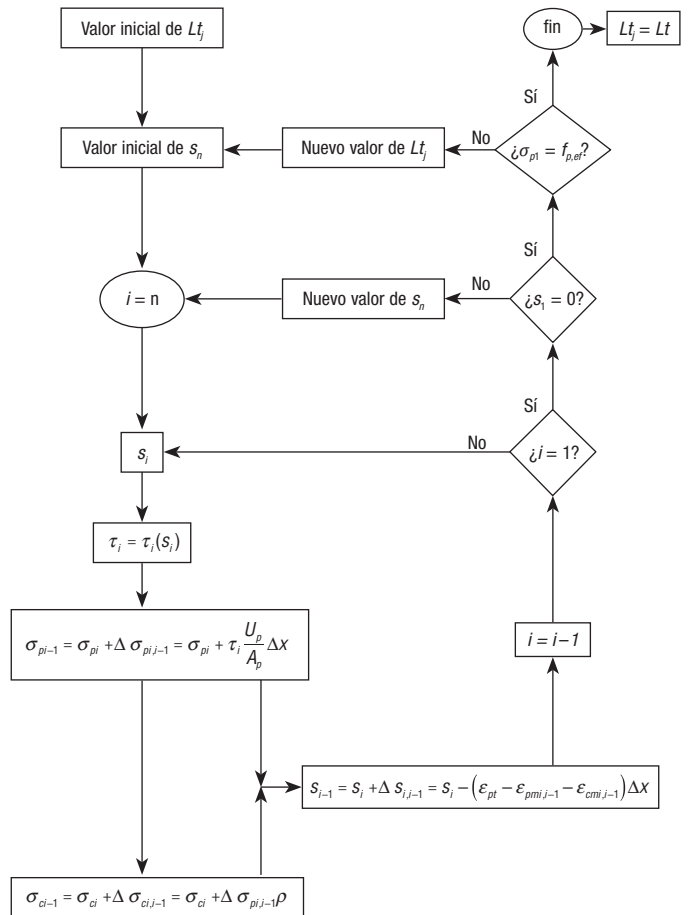 Valor inicial de Lt_j
fin
Lt_j = Lt
Sí
Valor inicial de s_n
Nuevo valor de Lt_j
No
¿σ_p1 = f_p,ef?
Sí
i = n
Nuevo valor de s_n
No
¿s_1 = 0?
Sí
s_i
No
¿i = 1?
τ_i = τ_i(s_i)
σ_pi−1 = σ_pi + Δ σ_pi,i−1 = σ_pi + τ_i U_p/A_p Δx
i = i−1
s_i−1 = s_i + Δ s_i,i−1 = s_i − (ε_pt − ε_pmi,i−1 − ε_cmi,i−1) Δx
σ_ci−1 = σ_ci + Δ σ_ci,i−1 = σ_ci + Δ σ_pi,i−1 ρ